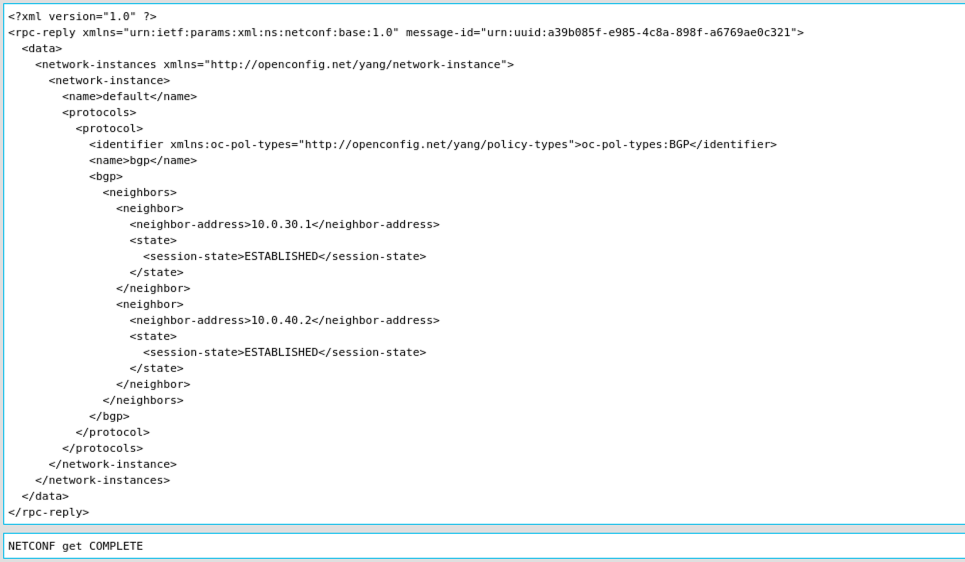 <?xml version="1.0" ?>
<rpc-reply xmlns="urn:ietf:params:xml:ns:netconf:base:1.0" message-id="urn:uuid:a39b085f-e985-4c8a-898f-a6769ae0c321">
  <data>
    <network-instances xmlns="http://openconfig.net/yang/network-instance">
      <network-instance>
        <name>default</name>
        <protocols>
          <protocol>
            <identifier xmlns:oc-pol-types="http://openconfig.net/yang/policy-types">oc-pol-types:BGP</identifier>
            <name>bgp</name>
            <bgp>
              <neighbors>
                <neighbor>
                  <neighbor-address>10.0.30.1</neighbor-address>
                  <state>
                    <session-state>ESTABLISHED</session-state>
                  </state>
                </neighbor>
                <neighbor>
                  <neighbor-address>10.0.40.2</neighbor-address>
                  <state>
                    <session-state>ESTABLISHED</session-state>
                  </state>
                </neighbor>
              </neighbors>
            </bgp>
          </protocol>
        </protocols>
      </network-instance>
    </network-instances>
  </data>
</rpc-reply>
NETCONF get COMPLETE